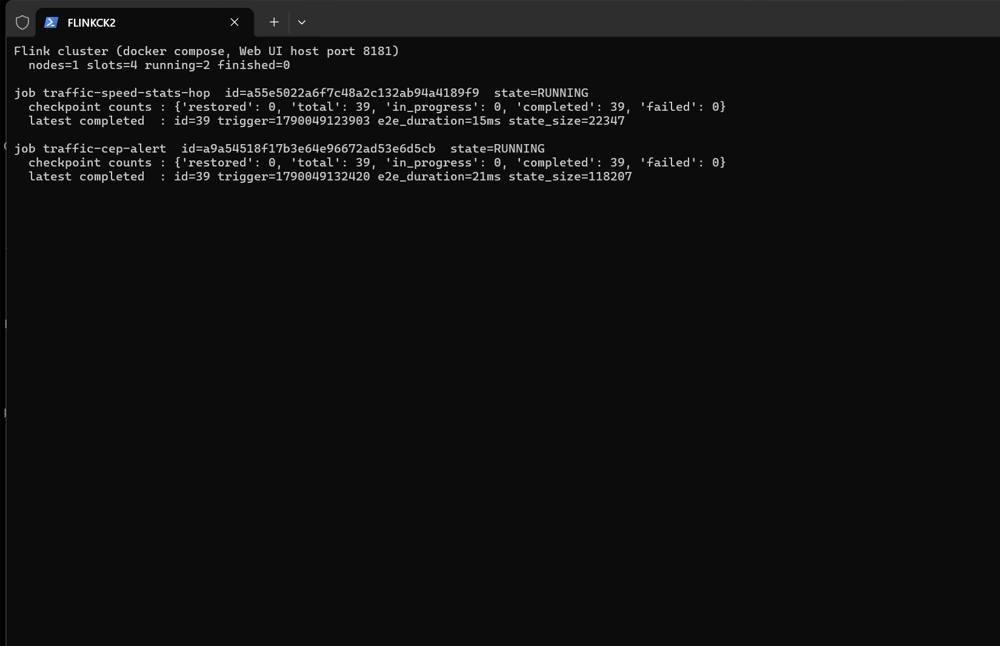 FLINKCK2
Flink cluster (docker compose, Web UI host port 8181)
  nodes=1 slots=4 running=2 finished=0
job traffic-speed-stats-hop  id=a55e5022a6f7c48a2c132ab94a4189f9  state=RUNNING
  checkpoint counts : {'restored': 0, 'total': 39, 'in_progress': 0, 'completed': 39, 'failed': 0}
  latest completed  : id=39 trigger=1790049123903 e2e_duration=15ms state_size=22347
job traffic-cep-alert  id=a9a54518f17b3e64e96672ad53e6d5cb  state=RUNNING
  checkpoint counts : {'restored': 0, 'total': 39, 'in_progress': 0, 'completed': 39, 'failed': 0}
  latest completed  : id=39 trigger=1790049132420 e2e_duration=21ms state_size=118207